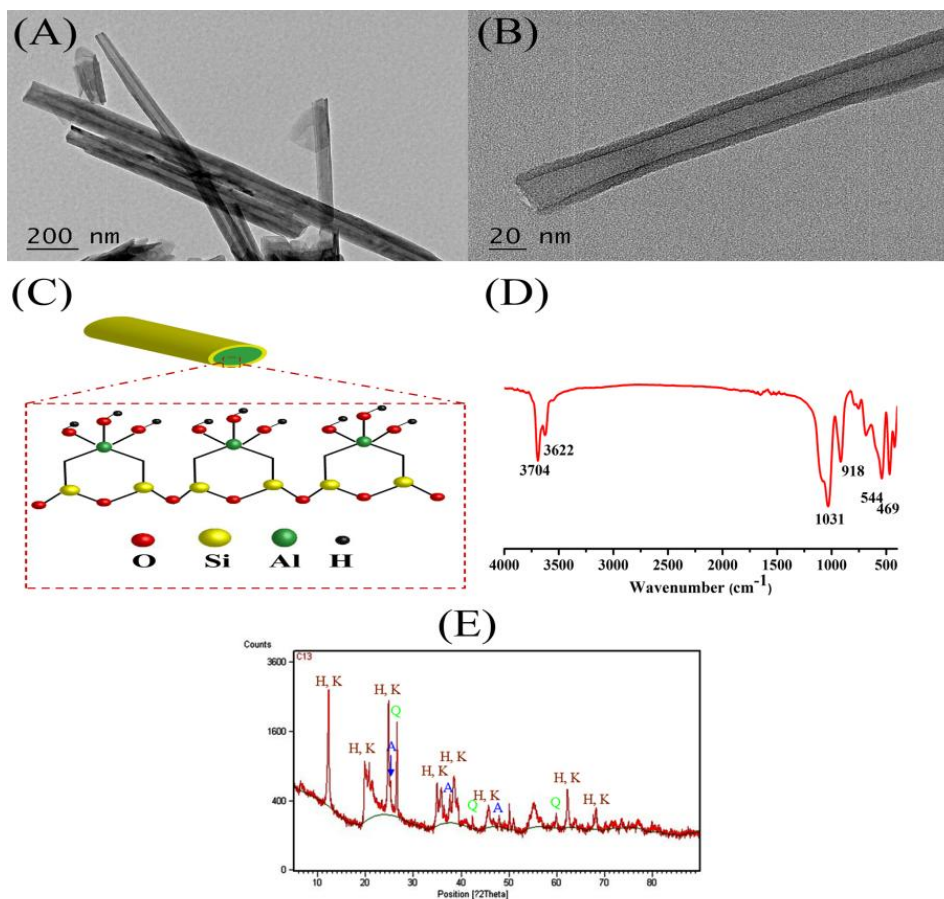 (A)
200 nm
(B)
20 nm
(C)
O Si Al H
(D)
3704
3622
1031
918
544
469
4000 3500 3000 2500 2000 1500 1000 500
Wavenumber (cm-1)
(E)
Counts
C13
3600
1600
400
0
H, K
H, K
H, K
A
Q
H, K
A
H, K
Q
H, K
A
Q
H, K
H, K
10 20 30 40 50 60 70 80
Position [?2Theta]